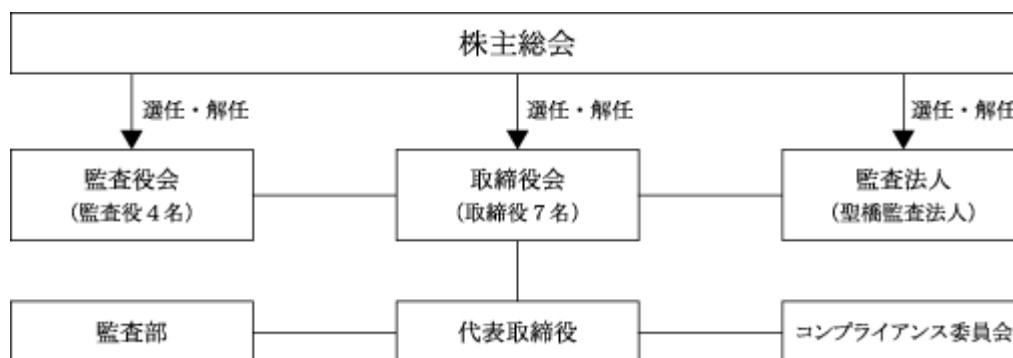 株主総会
選任・解任
選任・解任
選任・解任
監査役会
(監査役4名)
取締役会
(取締役7名)
監査法人
(聖橋監査法人)
監査部
代表取締役
コンプライアンス委員会